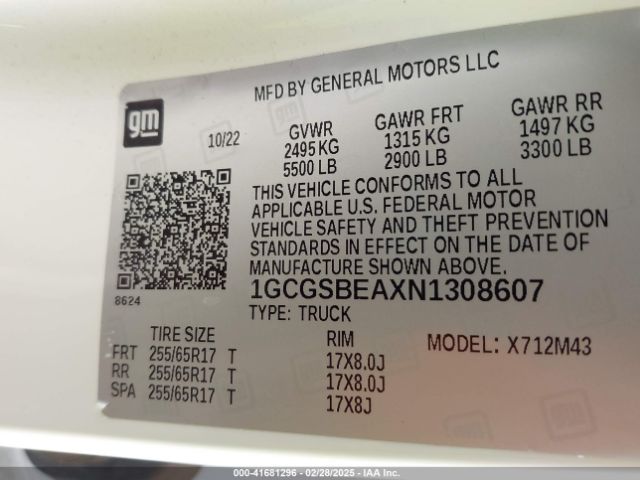 MFD BY GENERAL MOTORS LLC
gm
10/22
GVWR GAWR FRT GAWR RR
2495 KG 1315 KG 1497 KG
5500 LB 2900 LB 3300 LB
THIS VEHICLE CONFORMS TO ALL
APPLICABLE U.S. FEDERAL MOTOR
VEHICLE SAFETY AND THEFT PREVENTION
STANDARDS IN EFFECT ON THE DATE OF
MANUFACTURE SHOWN ABOVE.
8624
1GCGSBEAXN1308607
TYPE: TRUCK
TIRE SIZE RIM MODEL: X712M43
FRT 255/65R17 T 17X8.0J
RR 255/65R17 T 17X8.0J
SPA 255/65R17 T 17X8J
000-41681296 - 02/28/2025 - IAA Inc.